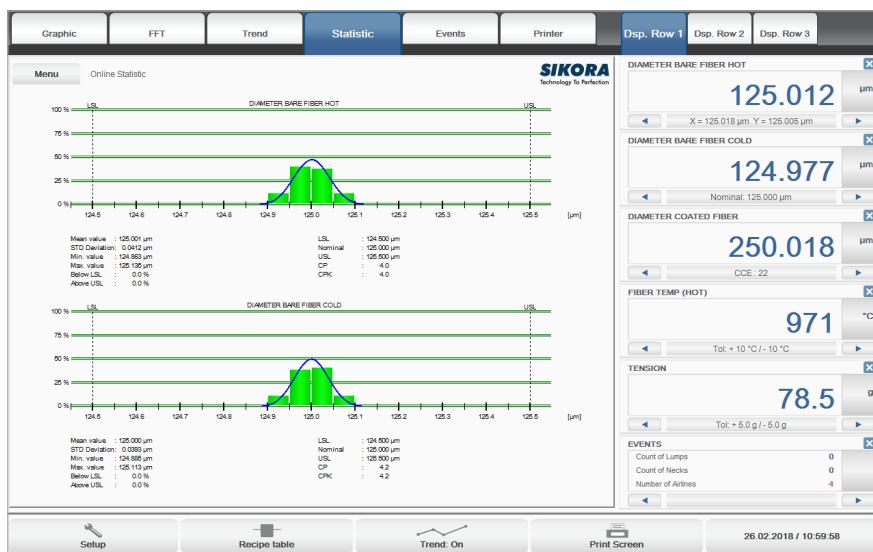 Graphic FFT Trend Statistic Events Printer Dsp. Row 1 Dsp. Row 2 Dsp. Row 3
Menu Online Statistic
SIKORA
Technology To Perfection
LSL DIAMETER BARE FIBER HOT USL
100 %
75 %
50 %
25 %
0 %
124.5 124.6 124.7 124.8 124.9 125.0 125.1 125.2 125.3 125.4 125.5 [µm]
Mean value : 125.001 µm LSL : 124.500 µm
STD Deviation: 0.0412 µm Nominal : 125.000 µm
Min. value : 124.863 µm USL : 125.500 µm
Max. value : 125.135 µm CP : 4.0
Below LSL : 0.0 % CPK : 4.0
Above USL : 0.0 %
LSL DIAMETER BARE FIBER COLD USL
100 %
75 %
50 %
25 %
0 %
124.5 124.6 124.7 124.8 124.9 125.0 125.1 125.2 125.3 125.4 125.5 [µm]
Mean value : 125.000 µm LSL : 124.500 µm
STD Deviation: 0.0393 µm Nominal : 125.000 µm
Min. value : 124.885 µm USL : 125.500 µm
Max. value : 125.113 µm CP : 4.2
Below LSL : 0.0 % CPK : 4.2
Above USL : 0.0 %
DIAMETER BARE FIBER HOT
125.012 µm
X = 125.018 µm Y = 125.005 µm
DIAMETER BARE FIBER COLD
124.977 µm
Nominal: 125.000 µm
DIAMETER COATED FIBER
250.018 µm
CCE : 22
FIBER TEMP (HOT)
971 °C
Tol: + 10 °C / - 10 °C
TENSION
78.5 g
Tol: + 5.0 g / - 5.0 g
EVENTS
Count of Lumps 0
Count of Necks 0
Number of Airlines 4
Setup Recipe table Trend: On Print Screen 26.02.2018 / 10:59:58